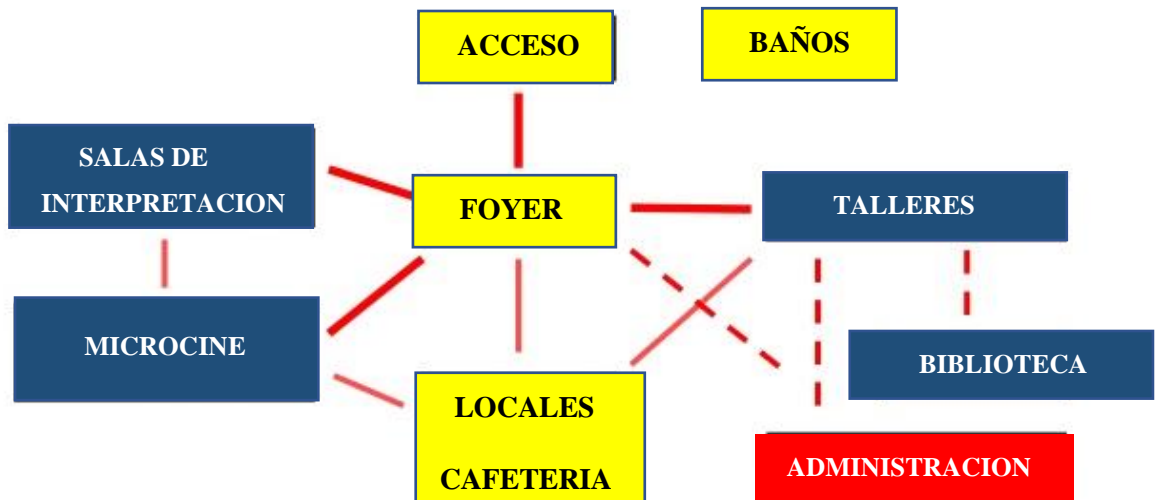 ACCESO
BAÑOS
SALAS DE
INTERPRETACION
FOYER
TALLERES
MICROCINE
BIBLIOTECA
LOCALES
CAFETERIA
ADMINISTRACION